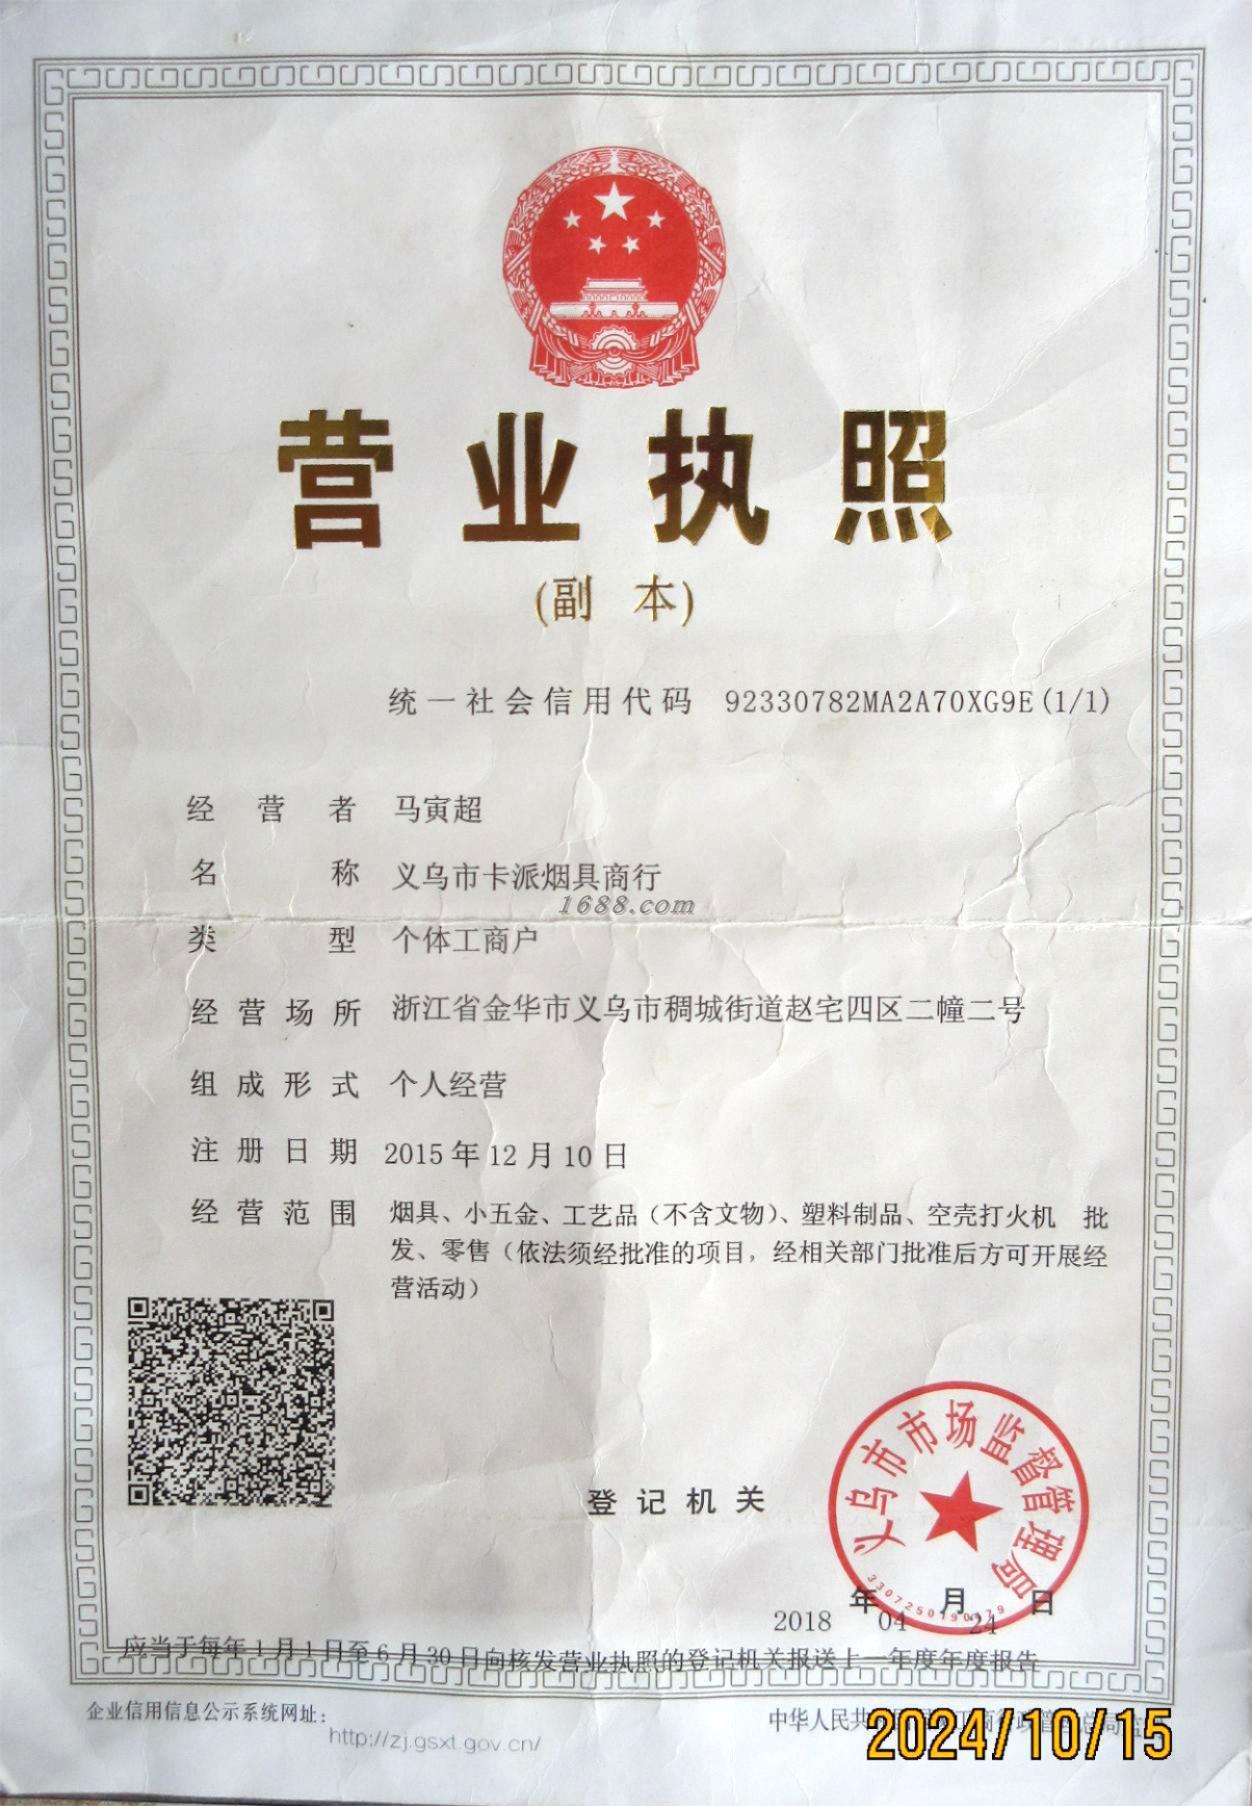 营业执照
(副 本)
统一社会信用代码 92330782MA2A70XG9E(1/1)
经营者 马寅超
名称 义乌市卡派烟具商行
1688.com
类型 个体工商户
经营场所 浙江省金华市义乌市稠城街道赵宅四区二幢二号
组成形式 个人经营
注册日期 2015年12月10日
经营范围 烟具、小五金、工艺品（不含文物）、塑料制品、空壳打火机 批
发、零售（依法须经批准的项目，经相关部门批准后方可开展经
营活动）
登记机关
义乌市市场监督管理局
年 月 日
2018 04 24
应当于每年1月1日至6月30日向核发营业执照的登记机关报送上一年度年度报告
企业信用信息公示系统网址：
http://zj.gsxt.gov.cn/
中华人民共
2024/10/15